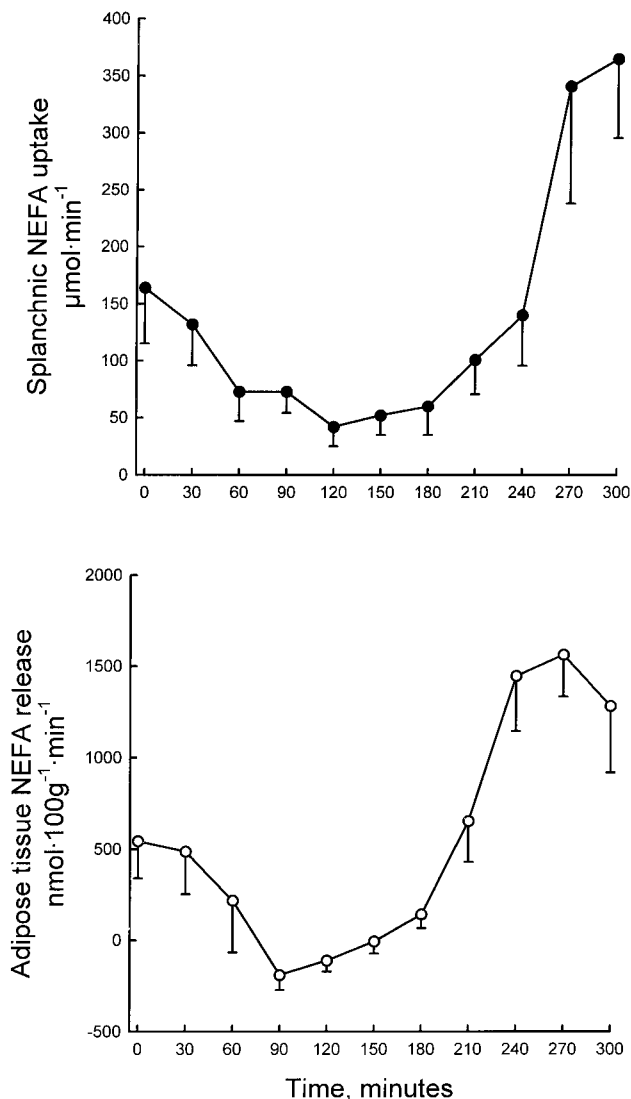 Splanchnic NEFA uptake
µmol·min⁻¹
400
350
300
250
200
150
100
50
0
0 30 60 90 120 150 180 210 240 270 300
Adipose tissue NEFA release
nmol·100g⁻¹·min⁻¹
2000
1500
1000
500
0
-500
0 30 60 90 120 150 180 210 240 270 300
Time, minutes